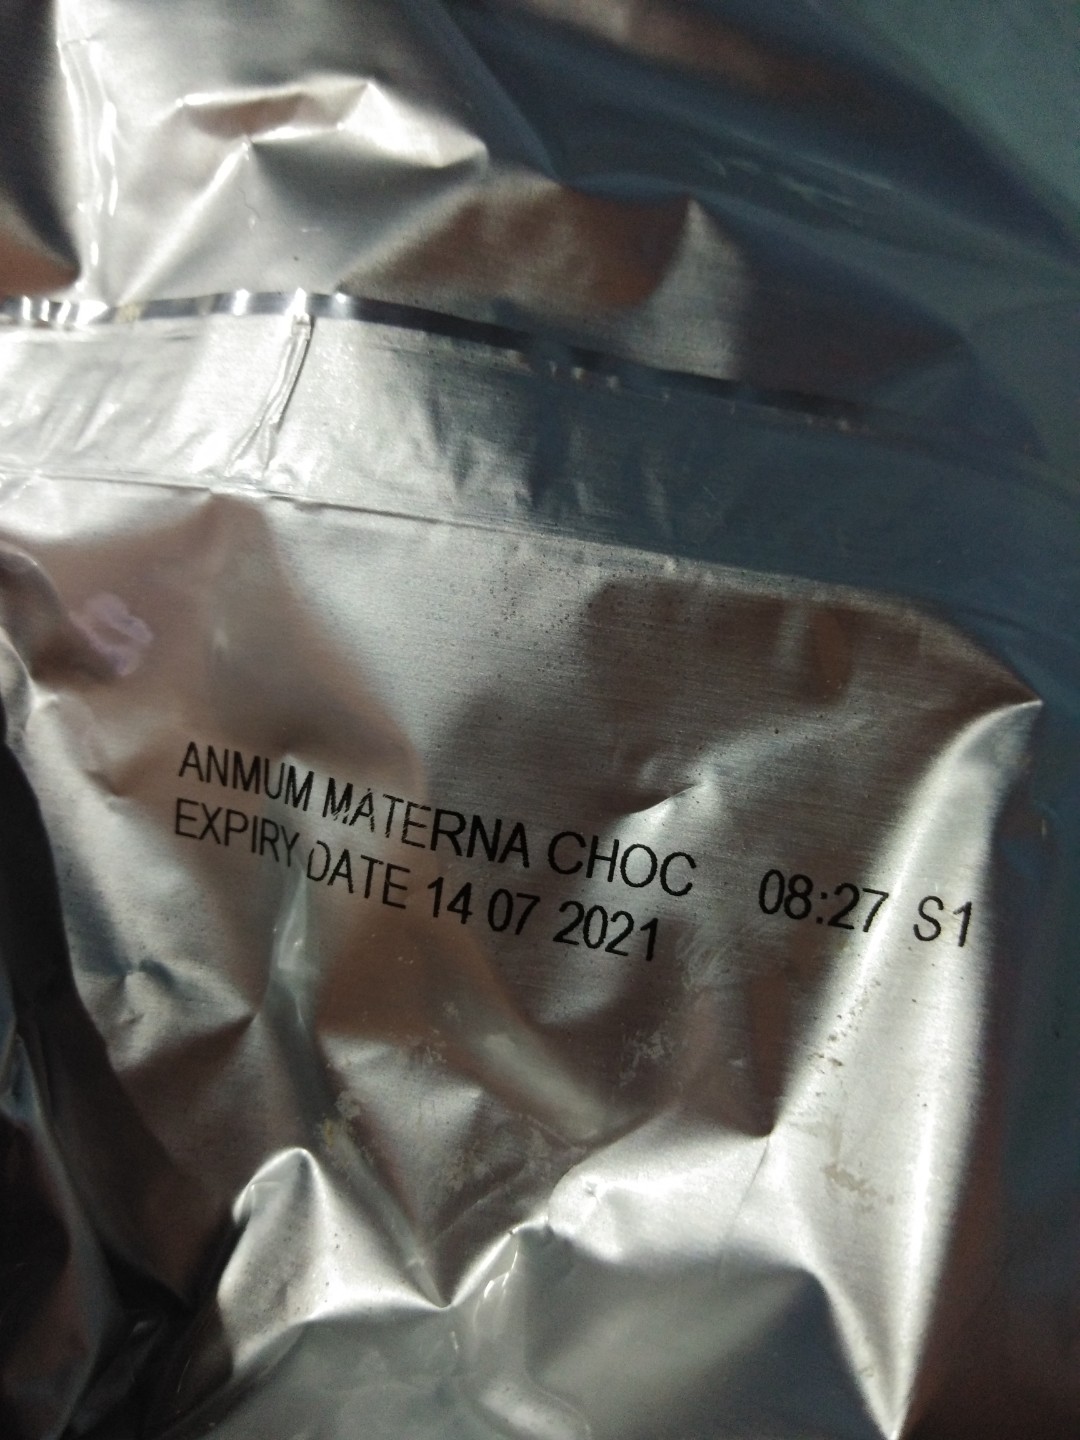 ANMUM MATERNA CHOC 08:27 S1
EXPIRY DATE 14 07 2021